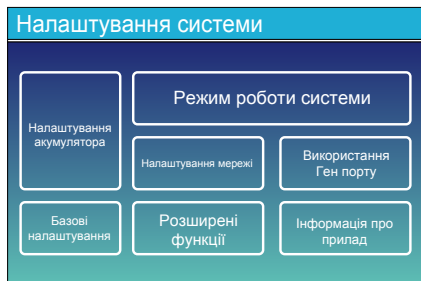 Налаштування системи
Режим роботи системи
Налаштування
акумулятора
Налаштування мережі
Використання
Ген порту
Базові
налаштування
Розширені
функції
Інформація про
прилад